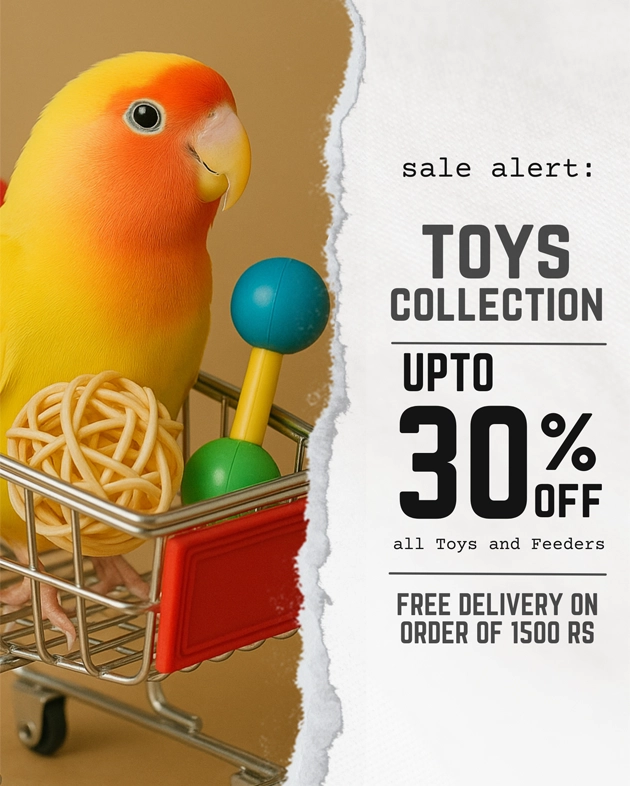 sale alert:
TOYS
COLLECTION
UPTO
30%
OFF
all Toys and Feeders
FREE DELIVERY ON
ORDER OF 1500 RS